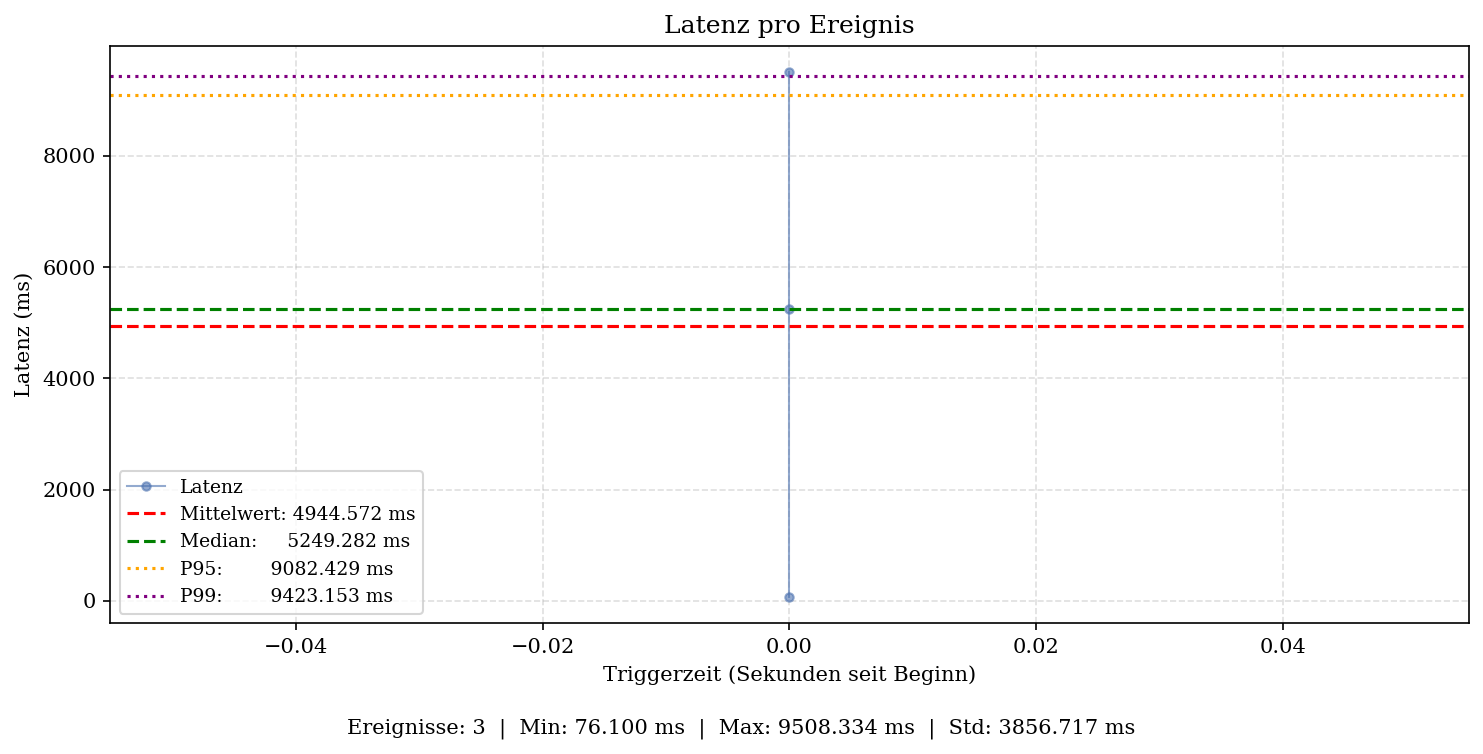 Latenz pro Ereignis
Latenz (ms)
8000
6000
4000
2000
0
Latenz
Mittelwert: 4944.572 ms
Median: 5249.282 ms
P95: 9082.429 ms
P99: 9423.153 ms
−0.04 −0.02 0.00 0.02 0.04
Triggerzeit (Sekunden seit Beginn)
Ereignisse: 3 | Min: 76.100 ms | Max: 9508.334 ms | Std: 3856.717 ms